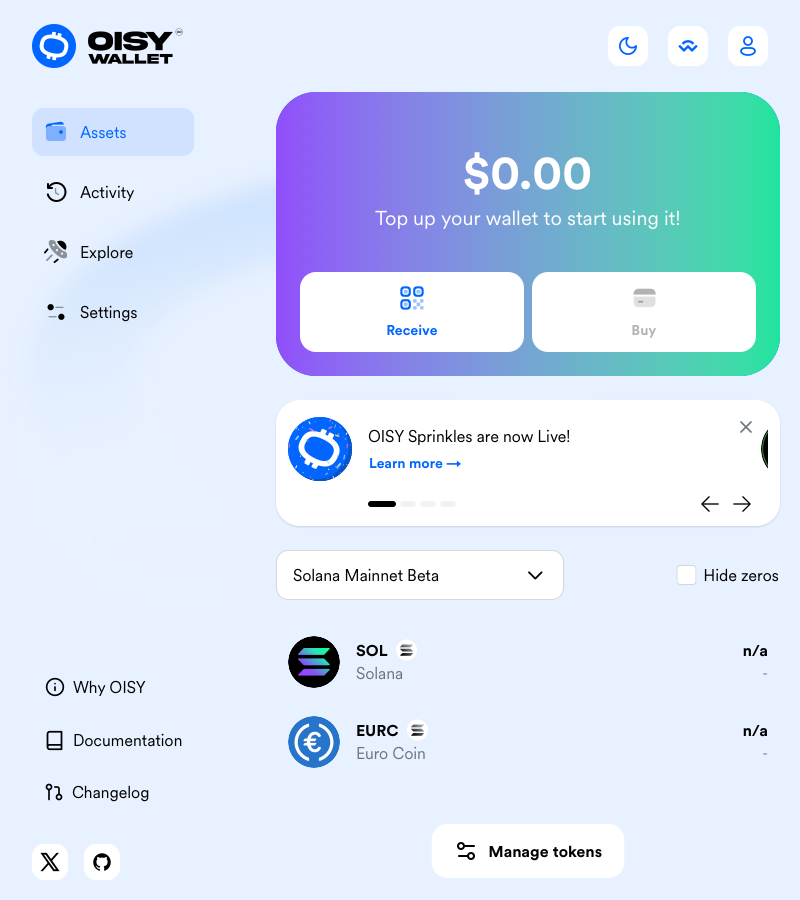 OISY
WALLET
Assets
Activity
Explore
Settings
$0.00
Top up your wallet to start using it!
Receive
Buy
OISY Sprinkles are now Live!
Learn more →
Solana Mainnet Beta
Hide zeros
SOL
n/a
Solana
-
EURC
n/a
Euro Coin
-
Why OISY
Documentation
Changelog
Manage tokens